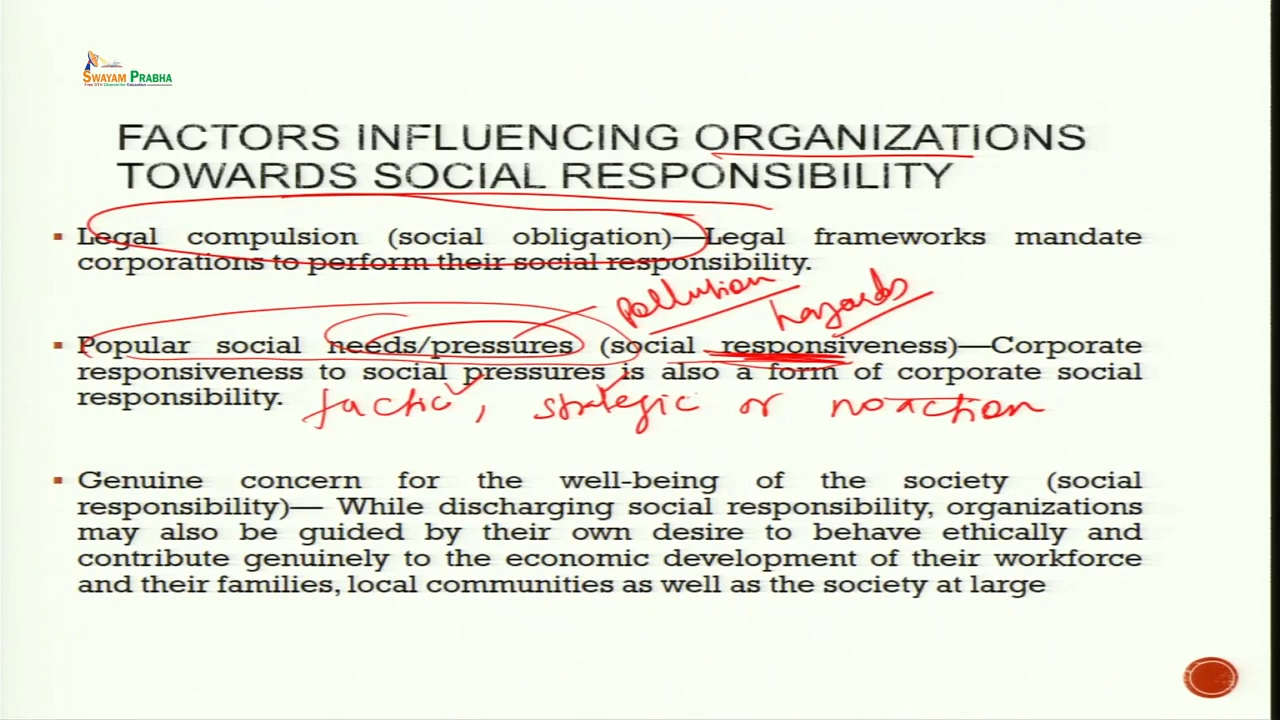 SWAYAM PRABHA
Free DTH Channel for Education
FACTORS INFLUENCING ORGANIZATIONS
TOWARDS SOCIAL RESPONSIBILITY
Legal compulsion (social obligation)—Legal frameworks mandate
corporations to perform their social responsibility.
Pollution
hazards
Popular social needs/pressures (social responsiveness)—Corporate
responsiveness to social pressures is also a form of corporate social
responsibility.
tactic, strategic or no action
Genuine concern for the well-being of the society (social
responsibility)— While discharging social responsibility, organizations
may also be guided by their own desire to behave ethically and
contribute genuinely to the economic development of their workforce
and their families, local communities as well as the society at large